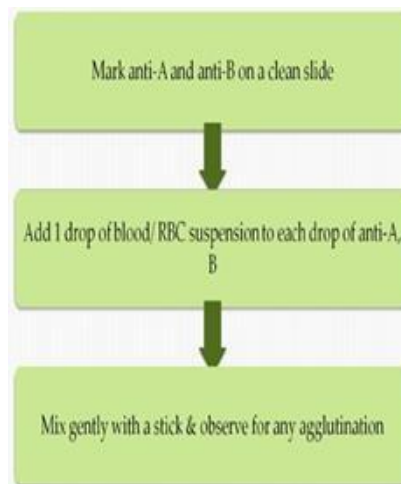 Mark anti-A and anti-B on a clean slide
Add 1 drop of blood/ RBC suspension to each drop of anti-A,
B
Mix gently with a stick & observe for any agglutination